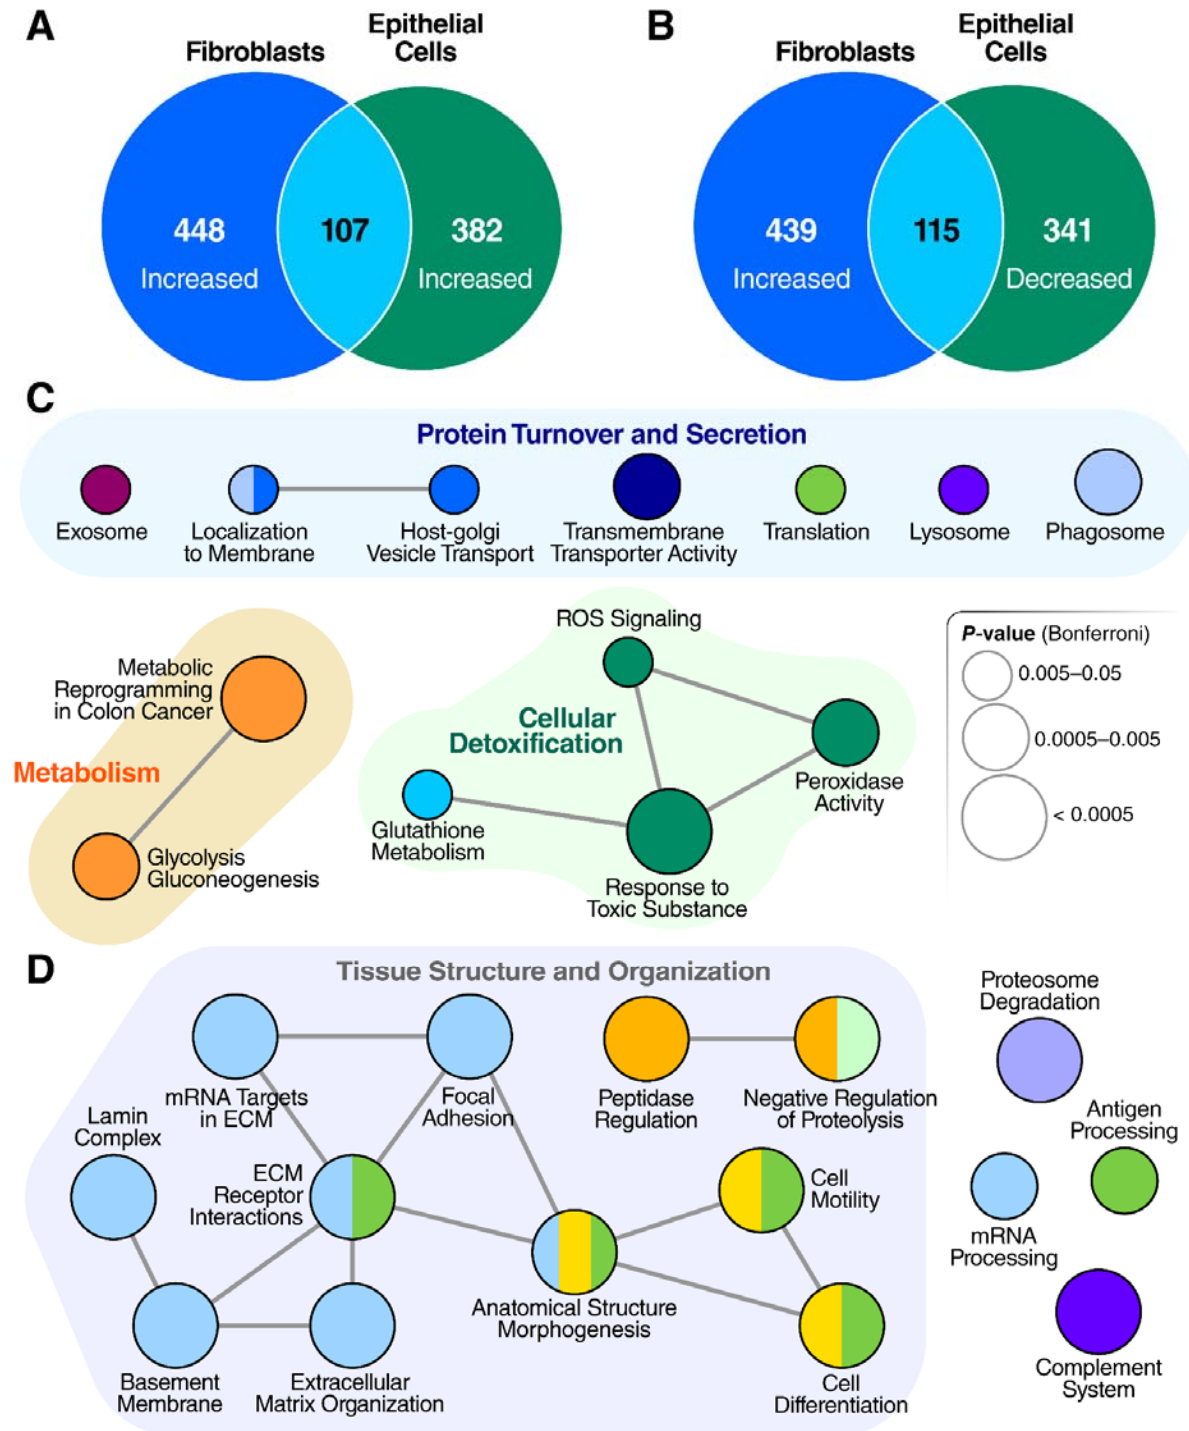 A
Fibroblasts
Epithelial
Cells
448
Increased
107
382
Increased
B
Fibroblasts
Epithelial
Cells
439
Increased
115
341
Decreased
C
Protein Turnover and Secretion
Exosome
Localization
to Membrane
Host-golgi
Vesicle Transport
Transmembrane
Transporter Activity
Translation
Lysosome
Phagosome
Metabolic
Reprogramming
in Colon Cancer
Metabolism
Glycolysis
Gluconeogenesis
ROS Signaling
Cellular
Detoxification
Peroxidase
Activity
Glutathione
Metabolism
Response to
Toxic Substance
P-value (Bonferroni)
0.005–0.05
0.0005–0.005
< 0.0005
D
Tissue Structure and Organization
mRNA Targets
in ECM
Focal
Adhesion
Peptidase
Regulation
Negative Regulation
of Proteolysis
Lamin
Complex
ECM
Receptor
Interactions
Cell
Motility
Anatomical Structure
Morphogenesis
Basement
Membrane
Extracellular
Matrix Organization
Cell
Differentiation
Proteosome
Degradation
Antigen
Processing
mRNA
Processing
Complement
System